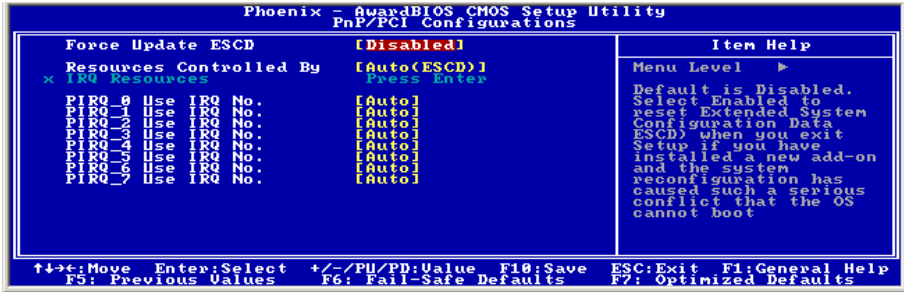 Phoenix - AwardBIOS CMOS Setup Utility
PnP/PCI Configurations
Force Update ESCD [Disabled]
Resources Controlled By [Auto(ESCD)]
x IRQ Resources Press Enter
PIRQ_0 Use IRQ No. [Auto]
PIRQ_1 Use IRQ No. [Auto]
PIRQ_2 Use IRQ No. [Auto]
PIRQ_3 Use IRQ No. [Auto]
PIRQ_4 Use IRQ No. [Auto]
PIRQ_5 Use IRQ No. [Auto]
PIRQ_6 Use IRQ No. [Auto]
PIRQ_7 Use IRQ No. [Auto]
Item Help
Menu Level ▶
Default is Disabled.
Select Enabled to
reset Extended System
Configuration Data
ESCD) when you exit
Setup if you have
installed a new add-on
and the system
reconfiguration has
caused such a serious
conflict that the OS
cannot boot
↑↓→←:Move Enter:Select +/-/PU/PD:Value F10:Save ESC:Exit F1:General Help
F5: Previous Values F6: Fail-Safe Defaults F7: Optimized Defaults